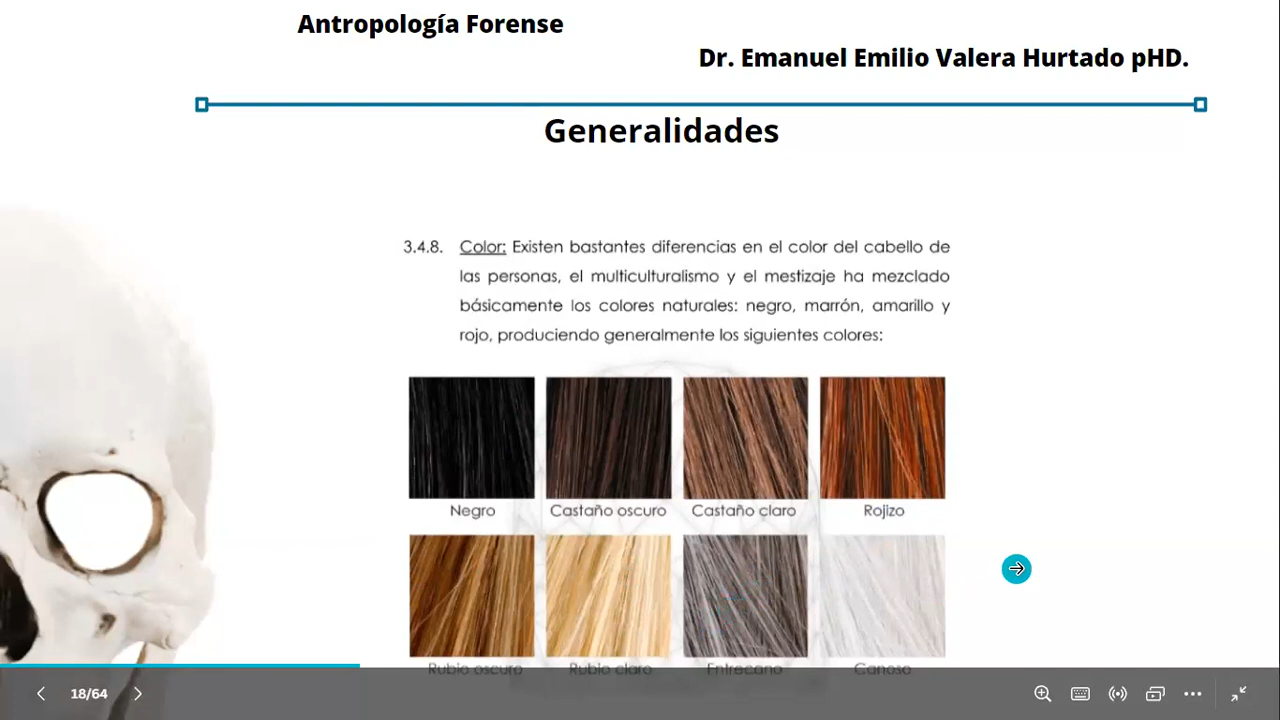 Antropología Forense
Dr. Emanuel Emilio Valera Hurtado pHD.
Generalidades
3.4.8. Color: Existen bastantes diferencias en el color del cabello de
las personas, el multiculturalismo y el mestizaje ha mezclado
básicamente los colores naturales: negro, marrón, amarillo y
rojo, produciendo generalmente los siguientes colores:
Negro Castaño oscuro Castaño claro Rojizo
Rubio oscuro Rubio claro Entrecano Canoso
18/64